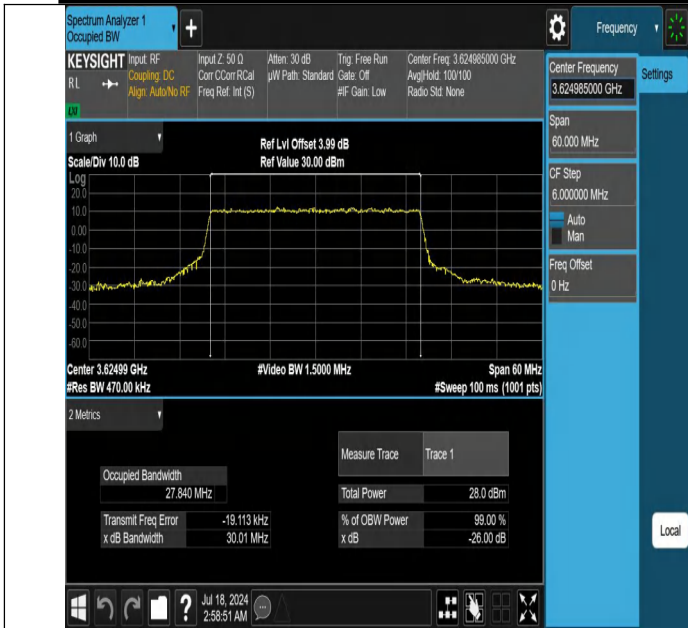 Spectrum Analyzer 1
Occupied BW
Frequency
KEYSIGHT
RL
LXI
Input: RF
Coupling: DC
Align: Auto/No RF
Input Z: 50 Ω
Corr CCorr RCal
Freq Ref: Int (S)
Atten: 30 dB
µW Path: Standard
Trig: Free Run
Gate: Off
#IF Gain: Low
Center Freq: 3.624985000 GHz
Avg|Hold: 100/100
Radio Std: None
Center Frequency
3.624985000 GHz
Settings
Span
60.000 MHz
CF Step
6.000000 MHz
Auto
Man
Freq Offset
0 Hz
Local
1 Graph
Scale/Div 10.0 dB
Ref Lvl Offset 3.99 dB
Ref Value 30.00 dBm
Log
20.0
10.0
0.00
-10.0
-20.0
-30.0
-40.0
-50.0
-60.0
Center 3.62499 GHz
#Video BW 1.5000 MHz
Span 60 MHz
#Res BW 470.00 kHz
#Sweep 100 ms (1001 pts)
2 Metrics
Measure Trace Trace 1
Occupied Bandwidth
27.840 MHz
Total Power 28.0 dBm
Transmit Freq Error -19.113 kHz
% of OBW Power 99.00 %
x dB Bandwidth 30.01 MHz
x dB -26.00 dB
?
Jul 18, 2024
2:58:51 AM